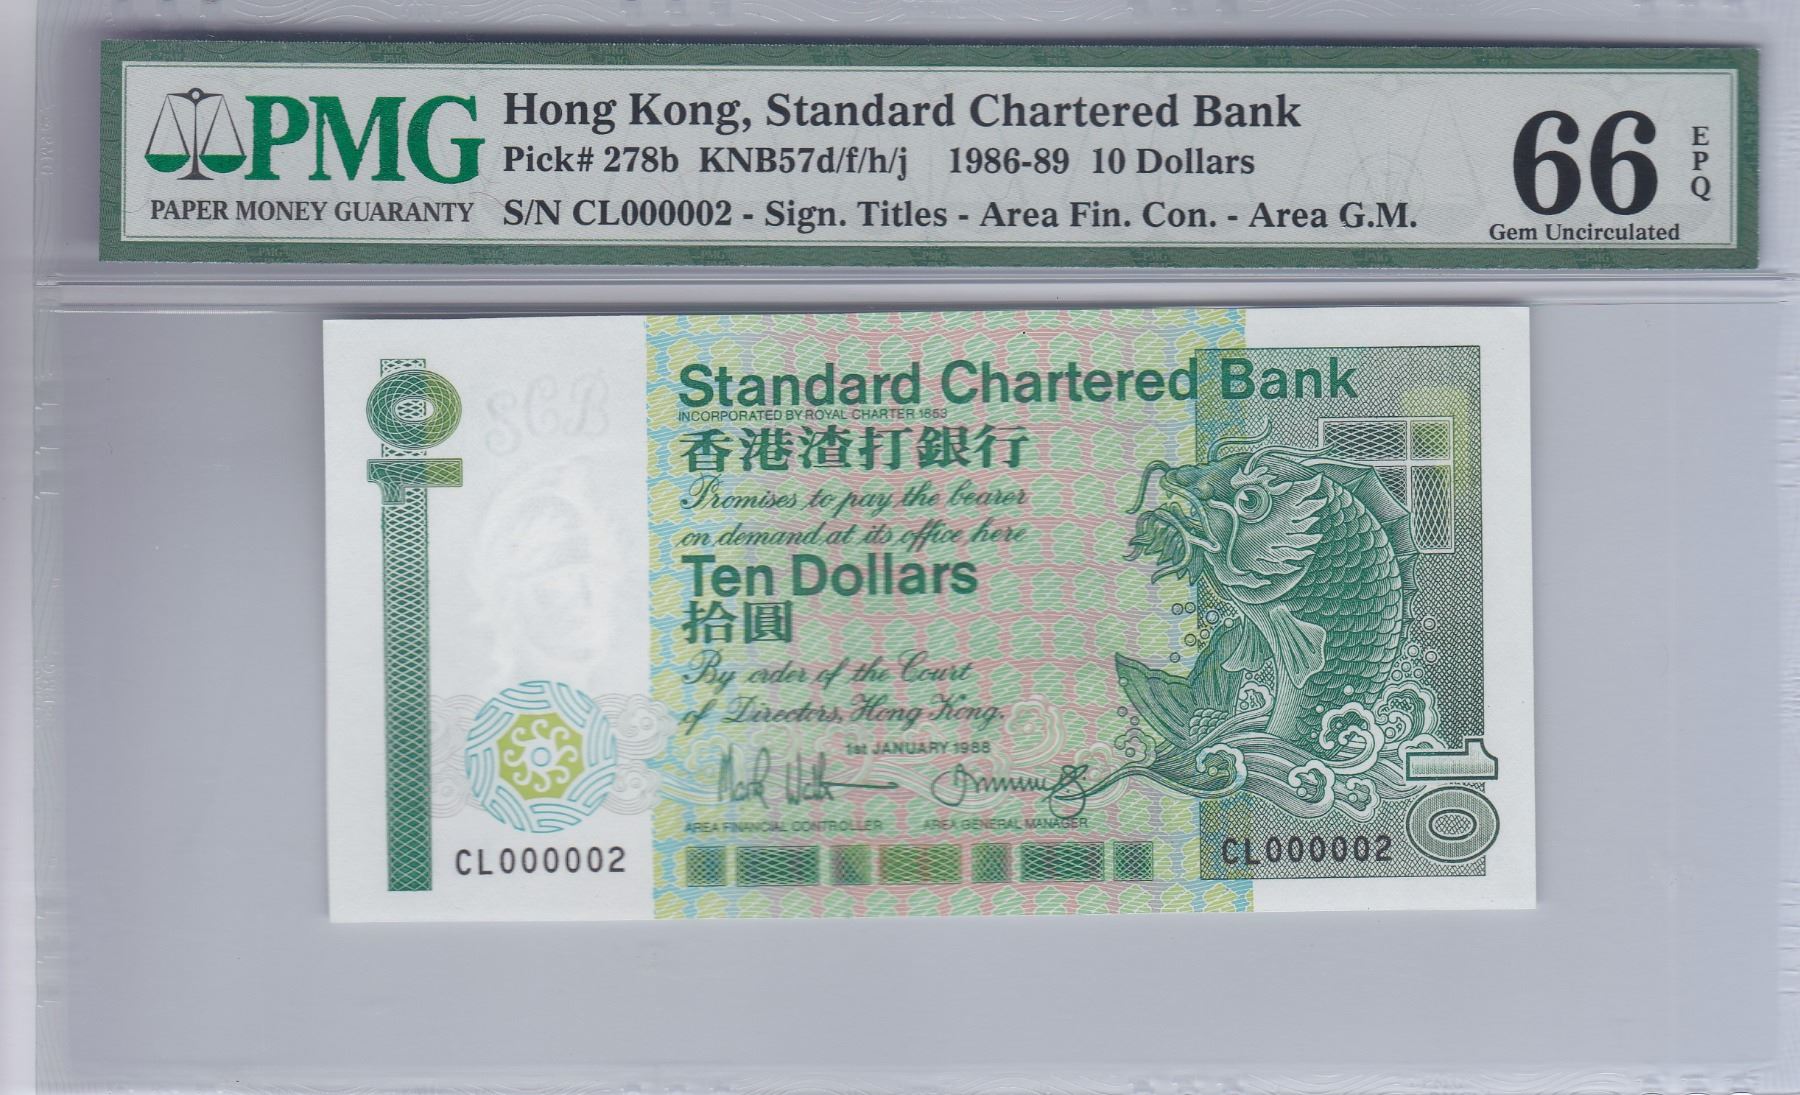 PMG
PAPER MONEY GUARANTY
Hong Kong, Standard Chartered Bank
Pick# 278b KNB57d/f/h/j 1986-89 10 Dollars
S/N CL000002 - Sign. Titles - Area Fin. Con. - Area G.M.
66
EPQ
Gem Uncirculated
10
SCB
Standard Chartered Bank
INCORPORATED BY ROYAL CHARTER 1853
香港渣打銀行
Promises to pay the bearer
on demand at its office here
Ten Dollars
拾圓
By order of the Court
of Directors, Hong Kong.
1st JANUARY 1988
AREA FINANCIAL CONTROLLER AREA GENERAL MANAGER
CL000002
CL000002
10